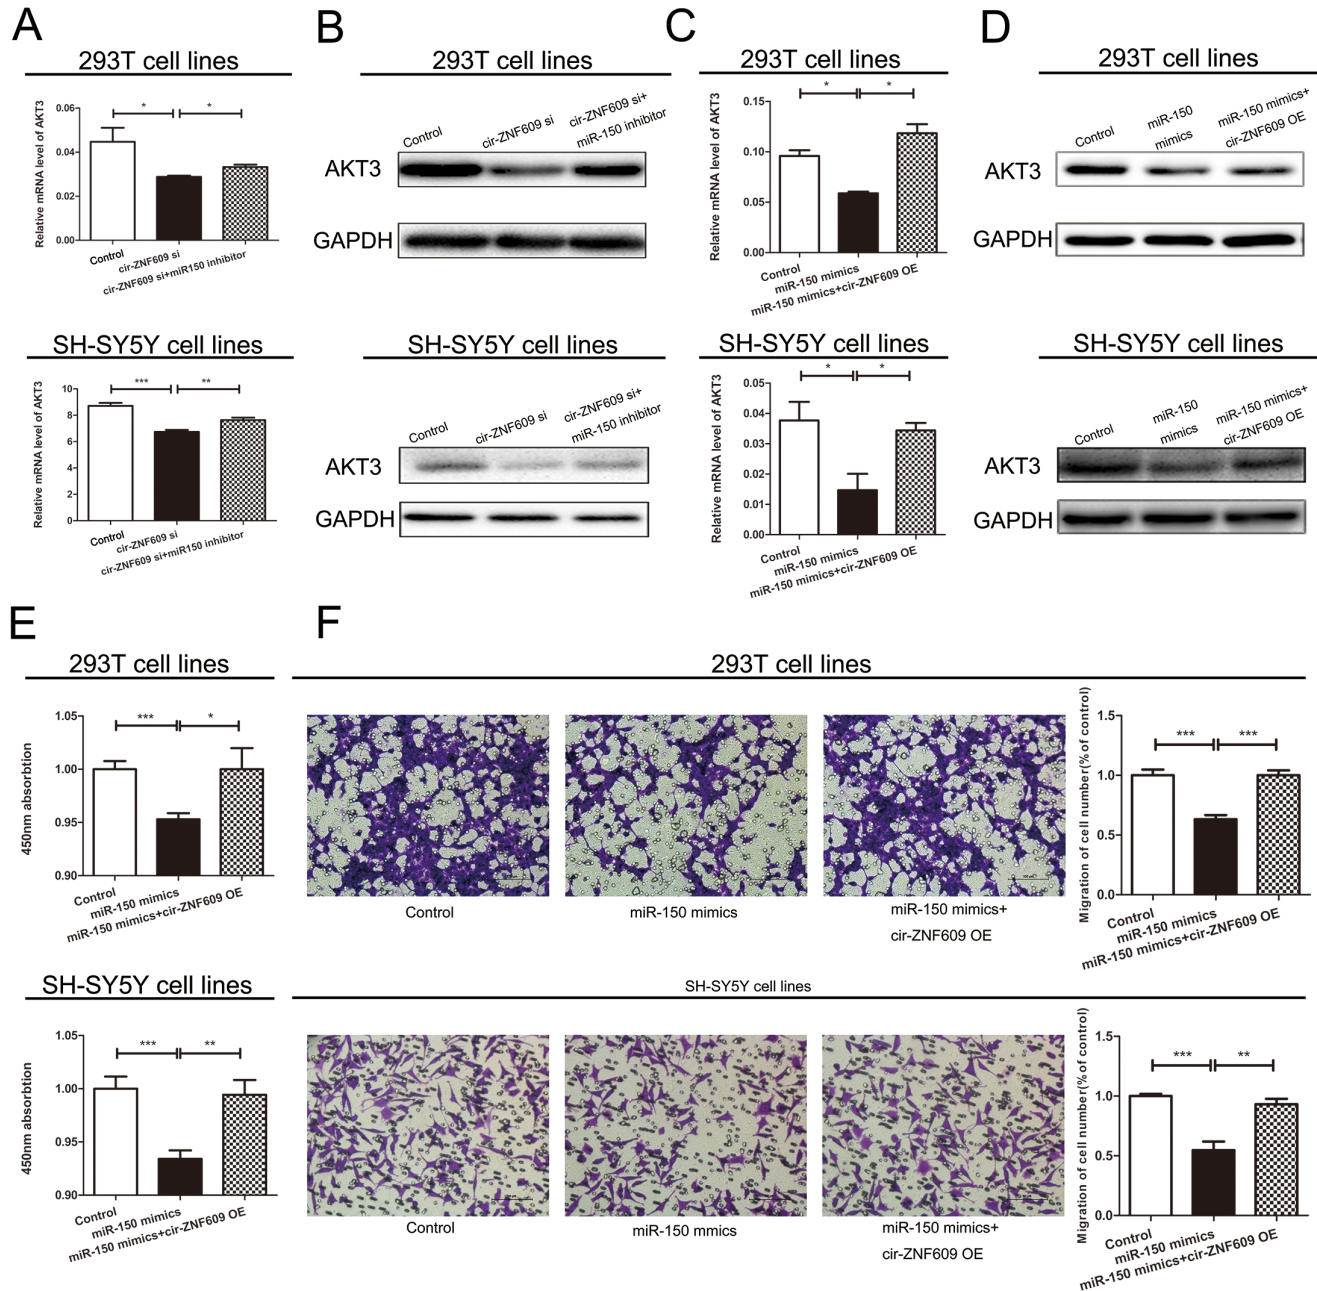 A
293T cell lines
Relative mRNA level of AKT3
0.06
0.04
0.02
0.00
* *
Control
cir-ZNF609 si
cir-ZNF609 si+miR150 inhibitor
SH-SY5Y cell lines
Relative mRNA level of AKT3
10
8
6
4
2
0
*** **
Control
cir-ZNF609 si
cir-ZNF609 si+miR150 inhibitor
B
293T cell lines
Control
cir-ZNF609 si
cir-ZNF609 si+
miR-150 inhibitor
AKT3
GAPDH
SH-SY5Y cell lines
Control
cir-ZNF609 si
cir-ZNF609 si+
miR-150 inhibitor
AKT3
GAPDH
C
293T cell lines
Relative mRNA level of AKT3
0.15
0.10
0.05
0.00
* *
Control
miR-150 mimics
miR-150 mimics+cir-ZNF609 OE
SH-SY5Y cell lines
Relative mRNA level of AKT3
0.05
0.04
0.03
0.02
0.01
0.00
* *
Control
miR-150 mimics
miR-150 mimics+cir-ZNF609 OE
D
293T cell lines
Control
miR-150
mimics
miR-150 mimics+
cir-ZNF609 OE
AKT3
GAPDH
SH-SY5Y cell lines
Control
miR-150
mimics
miR-150 mimics+
cir-ZNF609 OE
AKT3
GAPDH
E
293T cell lines
450nm absorbtion
1.05
1.00
0.95
0.90
*** *
Control
miR-150 mimics
miR-150 mimics+cir-ZNF609 OE
SH-SY5Y cell lines
450nm absorbtion
1.05
1.00
0.95
0.90
*** **
Control
miR-150 mimics
miR-150 mimics+cir-ZNF609 OE
F
293T cell lines
Control
miR-150 mimics
miR-150 mimics+
cir-ZNF609 OE
Migration of cell number(% of control)
1.5
1.0
0.5
0.0
*** ***
Control
miR-150 mimics
miR-150 mimics+cir-ZNF609 OE
SH-SY5Y cell lines
Control
miR-150 mmics
miR-150 mimics+
cir-ZNF609 OE
Migration of cell number(% of control)
1.5
1.0
0.5
0.0
*** **
Control
miR-150 mimics
miR-150 mimics+cir-ZNF609 OE